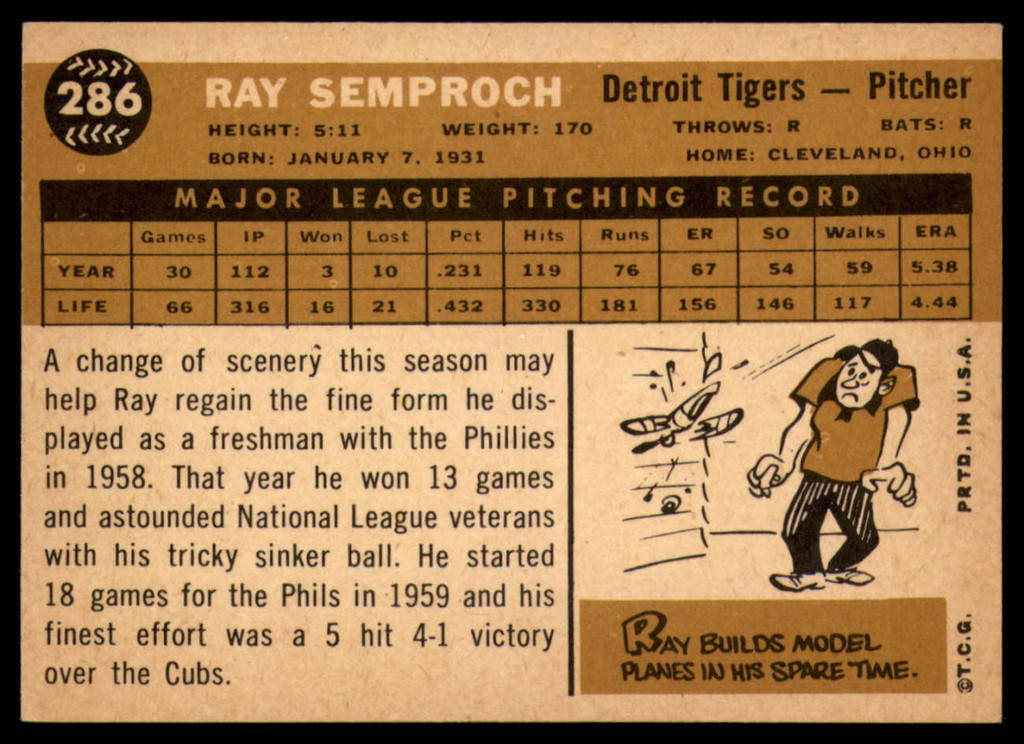 286
RAY SEMPROCH Detroit Tigers — Pitcher
HEIGHT: 5:11 WEIGHT: 170 THROWS: R BATS: R
BORN: JANUARY 7, 1931 HOME: CLEVELAND, OHIO
MAJOR LEAGUE PITCHING RECORD
Games IP Won Lost Pct Hits Runs ER SO Walks ERA
YEAR 30 112 3 10 .231 119 76 67 54 59 5.38
LIFE 66 316 16 21 .432 330 181 156 146 117 4.44
A change of scenery this season may
help Ray regain the fine form he dis-
played as a freshman with the Phillies
in 1958. That year he won 13 games
and astounded National League veterans
with his tricky sinker ball. He started
18 games for the Phils in 1959 and his
finest effort was a 5 hit 4-1 victory
over the Cubs.
RAY BUILDS MODEL
PLANES IN HIS SPARE TIME.
PRTD. IN U.S.A.
©T.C.G.